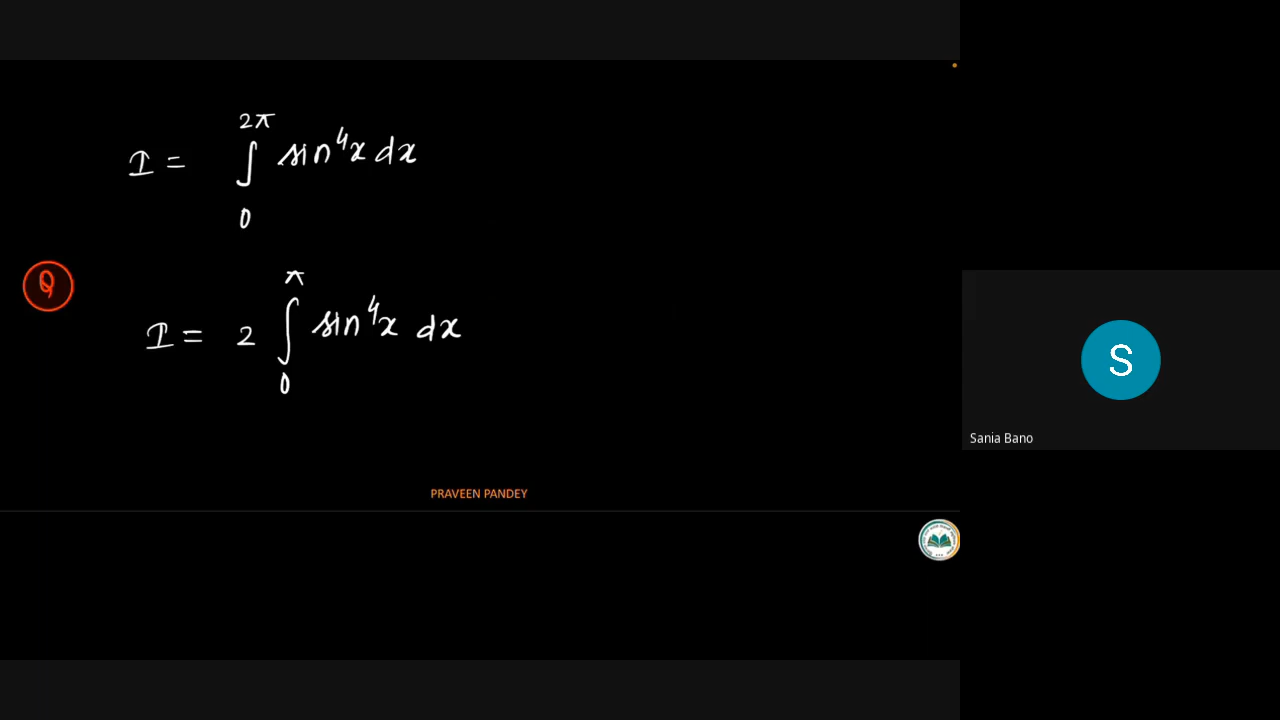 I = ∫₀^2π sin⁴x dx
Q
I = 2 ∫₀^π sin⁴x dx
PRAVEEN PANDEY
S
Sania Bano